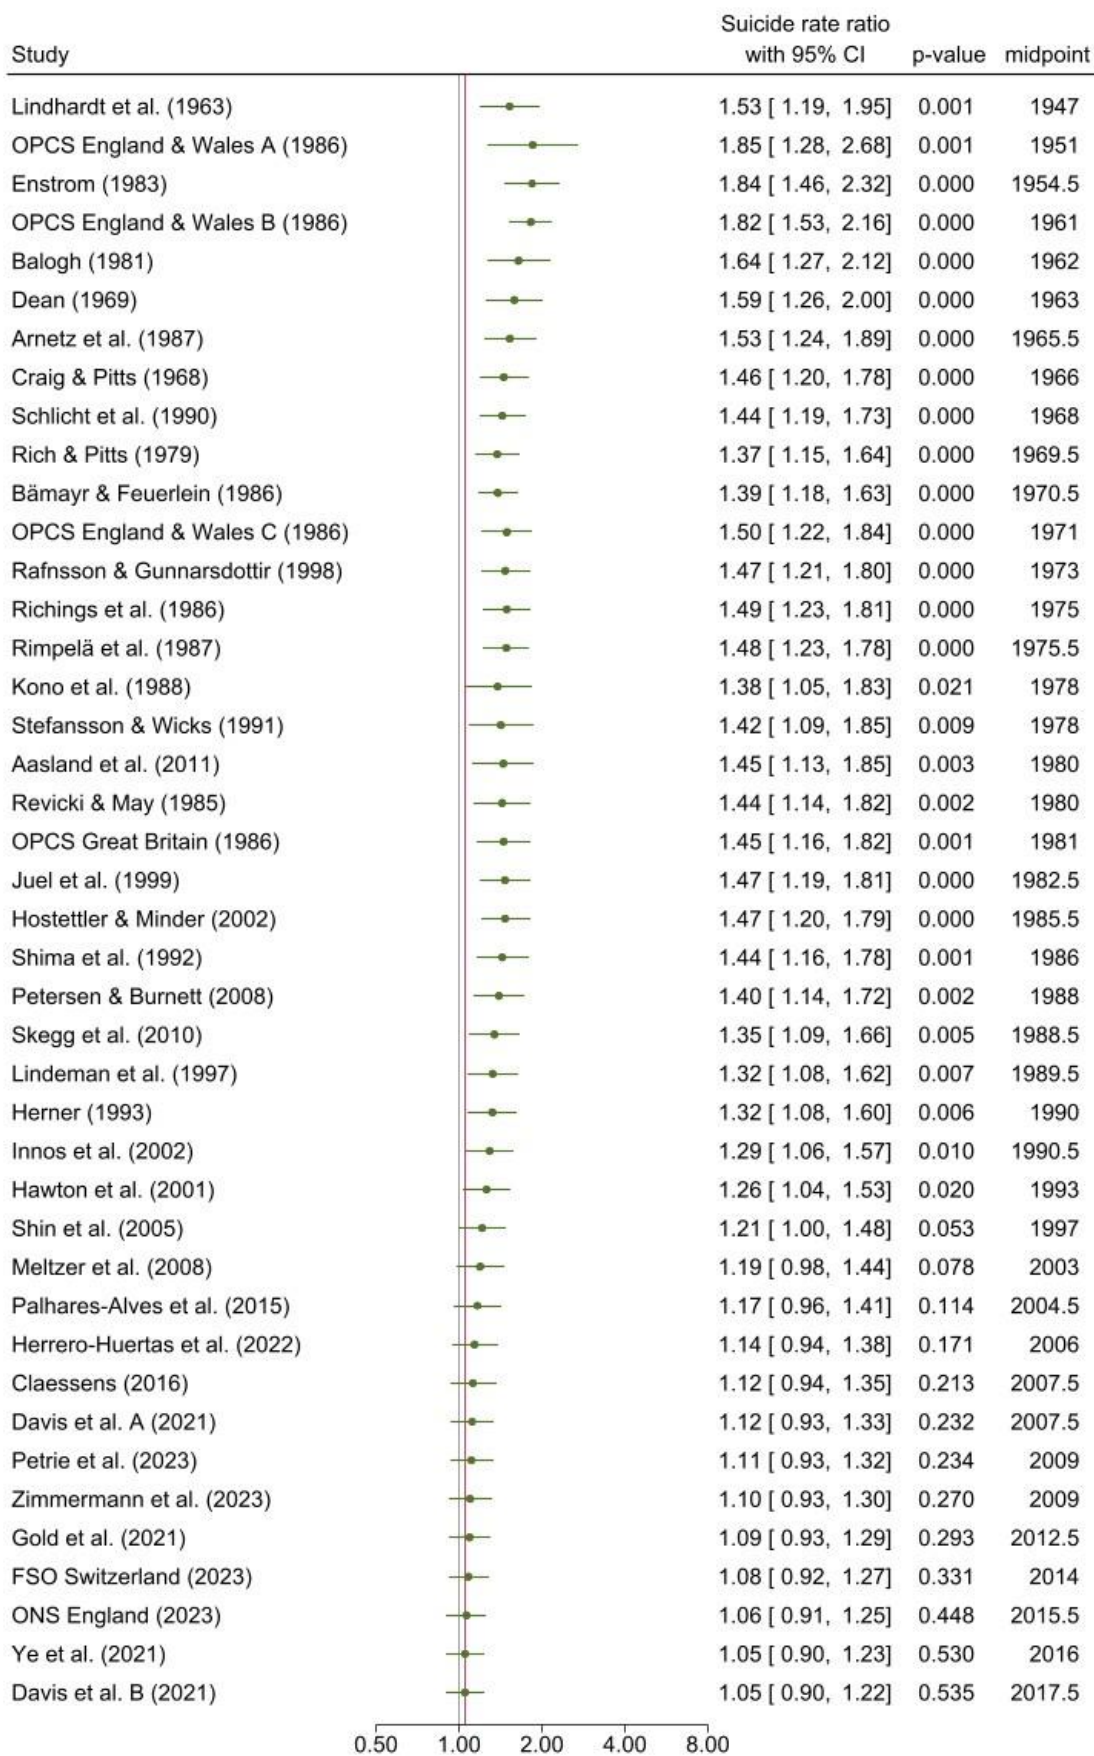 Suicide rate ratio
Study with 95% CI p-value midpoint
Lindhardt et al. (1963) 1.53 [ 1.19, 1.95] 0.001 1947
OPCS England & Wales A (1986) 1.85 [ 1.28, 2.68] 0.001 1951
Enstrom (1983) 1.84 [ 1.46, 2.32] 0.000 1954.5
OPCS England & Wales B (1986) 1.82 [ 1.53, 2.16] 0.000 1961
Balogh (1981) 1.64 [ 1.27, 2.12] 0.000 1962
Dean (1969) 1.59 [ 1.26, 2.00] 0.000 1963
Arnetz et al. (1987) 1.53 [ 1.24, 1.89] 0.000 1965.5
Craig & Pitts (1968) 1.46 [ 1.20, 1.78] 0.000 1966
Schlicht et al. (1990) 1.44 [ 1.19, 1.73] 0.000 1968
Rich & Pitts (1979) 1.37 [ 1.15, 1.64] 0.000 1969.5
Bämayr & Feuerlein (1986) 1.39 [ 1.18, 1.63] 0.000 1970.5
OPCS England & Wales C (1986) 1.50 [ 1.22, 1.84] 0.000 1971
Rafnsson & Gunnarsdottir (1998) 1.47 [ 1.21, 1.80] 0.000 1973
Richings et al. (1986) 1.49 [ 1.23, 1.81] 0.000 1975
Rimpelä et al. (1987) 1.48 [ 1.23, 1.78] 0.000 1975.5
Kono et al. (1988) 1.38 [ 1.05, 1.83] 0.021 1978
Stefansson & Wicks (1991) 1.42 [ 1.09, 1.85] 0.009 1978
Aasland et al. (2011) 1.45 [ 1.13, 1.85] 0.003 1980
Revicki & May (1985) 1.44 [ 1.14, 1.82] 0.002 1980
OPCS Great Britain (1986) 1.45 [ 1.16, 1.82] 0.001 1981
Juel et al. (1999) 1.47 [ 1.19, 1.81] 0.000 1982.5
Hostettler & Minder (2002) 1.47 [ 1.20, 1.79] 0.000 1985.5
Shima et al. (1992) 1.44 [ 1.16, 1.78] 0.001 1986
Petersen & Burnett (2008) 1.40 [ 1.14, 1.72] 0.002 1988
Skegg et al. (2010) 1.35 [ 1.09, 1.66] 0.005 1988.5
Lindeman et al. (1997) 1.32 [ 1.08, 1.62] 0.007 1989.5
Herner (1993) 1.32 [ 1.08, 1.60] 0.006 1990
Innos et al. (2002) 1.29 [ 1.06, 1.57] 0.010 1990.5
Hawton et al. (2001) 1.26 [ 1.04, 1.53] 0.020 1993
Shin et al. (2005) 1.21 [ 1.00, 1.48] 0.053 1997
Meltzer et al. (2008) 1.19 [ 0.98, 1.44] 0.078 2003
Palhares-Alves et al. (2015) 1.17 [ 0.96, 1.41] 0.114 2004.5
Herrero-Huertas et al. (2022) 1.14 [ 0.94, 1.38] 0.171 2006
Claessens (2016) 1.12 [ 0.94, 1.35] 0.213 2007.5
Davis et al. A (2021) 1.12 [ 0.93, 1.33] 0.232 2007.5
Petrie et al. (2023) 1.11 [ 0.93, 1.32] 0.234 2009
Zimmermann et al. (2023) 1.10 [ 0.93, 1.30] 0.270 2009
Gold et al. (2021) 1.09 [ 0.93, 1.29] 0.293 2012.5
FSO Switzerland (2023) 1.08 [ 0.92, 1.27] 0.331 2014
ONS England (2023) 1.06 [ 0.91, 1.25] 0.448 2015.5
Ye et al. (2021) 1.05 [ 0.90, 1.23] 0.530 2016
Davis et al. B (2021) 1.05 [ 0.90, 1.22] 0.535 2017.5
0.50 1.00 2.00 4.00 8.00